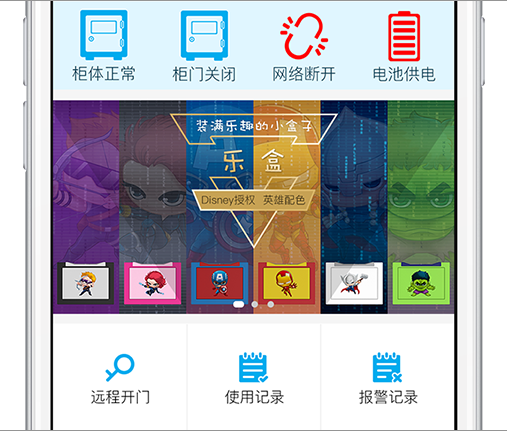 柜体正常 柜门关闭 网络断开 电池供电
装满乐趣的小盒子
乐盒
Disney授权 英雄配色
远程开门 使用记录 报警记录